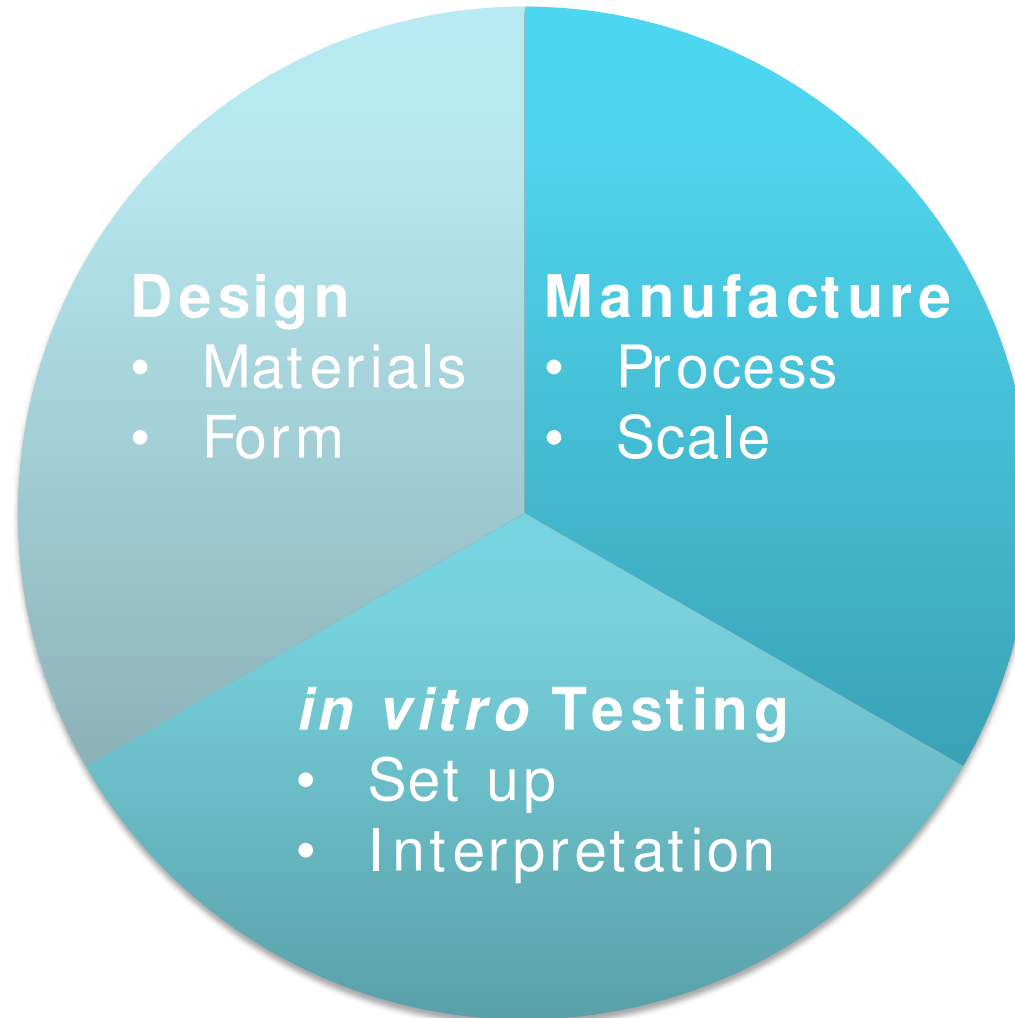 Design
• Materials
• Form
Manufacture
• Process
• Scale
in vitro Testing
• Set up
• Interpretation